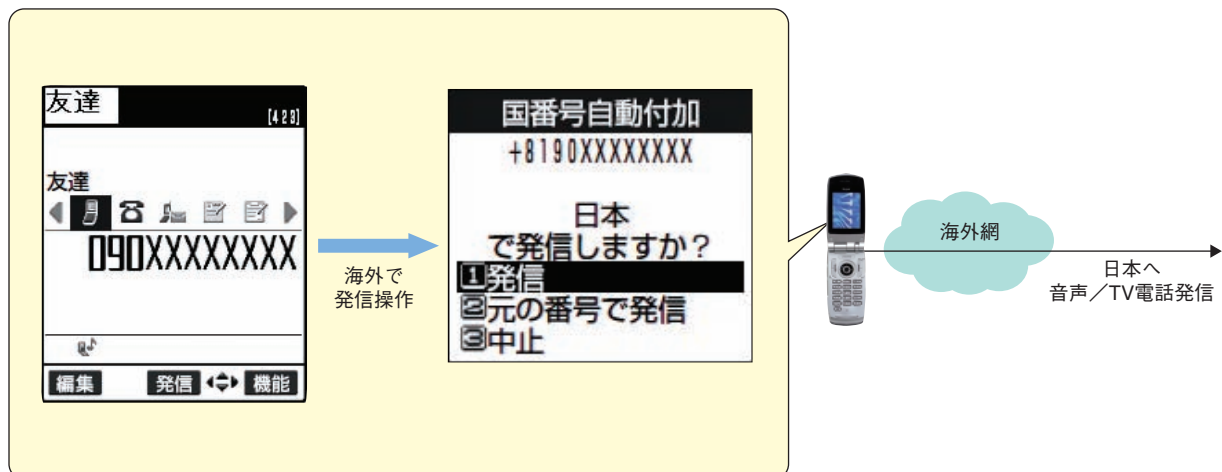 友達
[428]
友達
090XXXXXXXX
編集 発信 機能
海外で
発信操作
国番号自動付加
+8190XXXXXXXX
日本
で発信しますか？
1発信
2元の番号で発信
3中止
海外網
日本へ
音声／TV電話発信